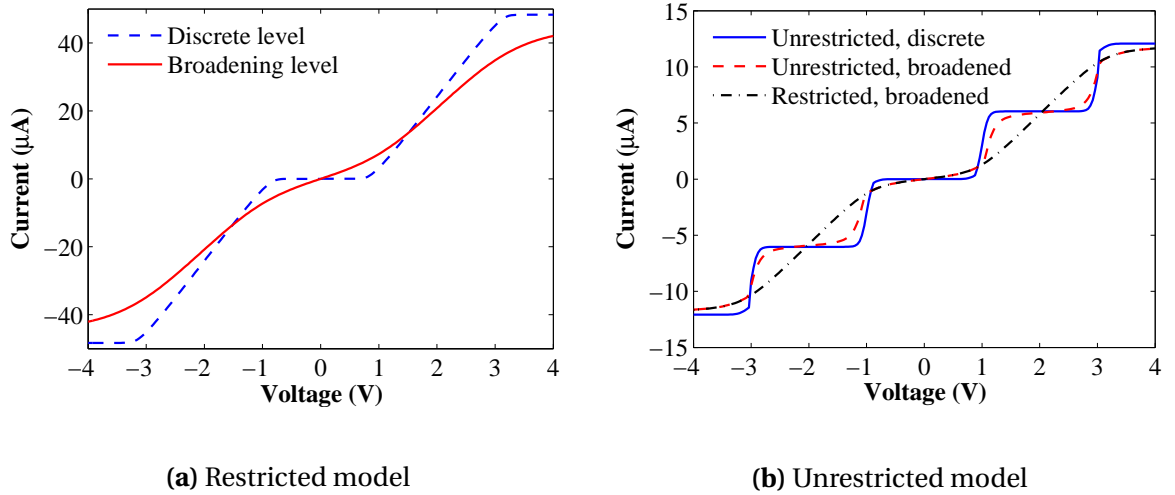 40
20
0
−20
−40
Current (μA)
Discrete level
Broadening level
−4 −3 −2 −1 0 1 2 3 4
Voltage (V)
(a) Restricted model
15
10
5
0
−5
−10
−15
Current (μA)
Unrestricted, discrete
Unrestricted, broadened
Restricted, broadened
−4 −3 −2 −1 0 1 2 3 4
Voltage (V)
(b) Unrestricted model